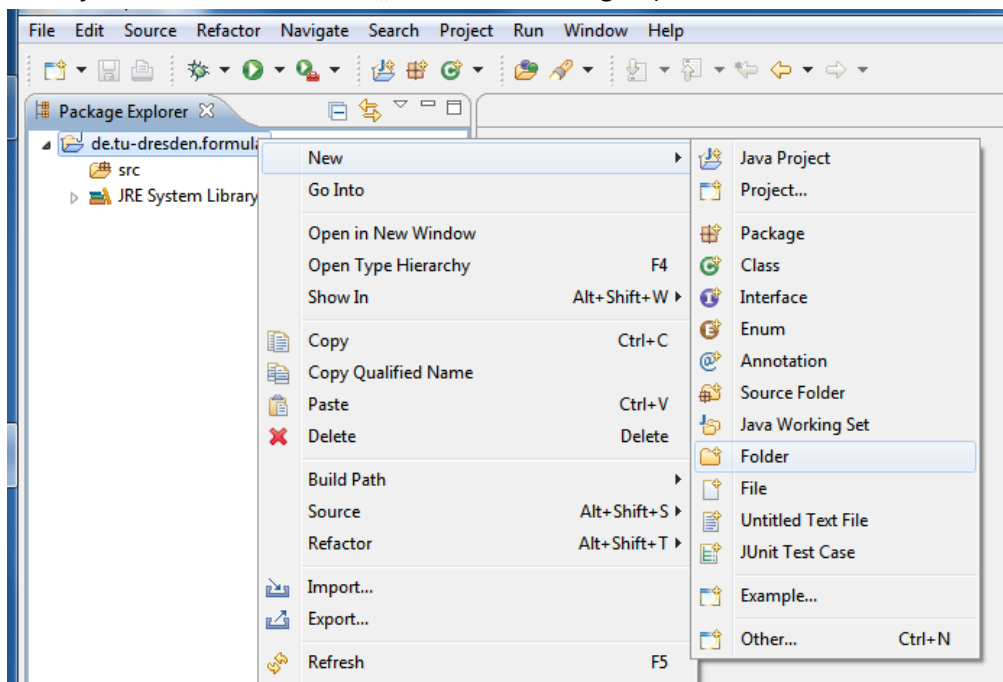 File Edit Source Refactor Navigate Search Project Run Window Help
Package Explorer
de.tu-dresden.formula
src
JRE System Library
New
Go Into
Open in New Window
Open Type Hierarchy F4
Show In Alt+Shift+W
Copy Ctrl+C
Copy Qualified Name
Paste Ctrl+V
Delete Delete
Build Path
Source Alt+Shift+S
Refactor Alt+Shift+T
Import...
Export...
Refresh F5
Java Project
Project...
Package
Class
Interface
Enum
Annotation
Source Folder
Java Working Set
Folder
File
Untitled Text File
JUnit Test Case
Example...
Other... Ctrl+N